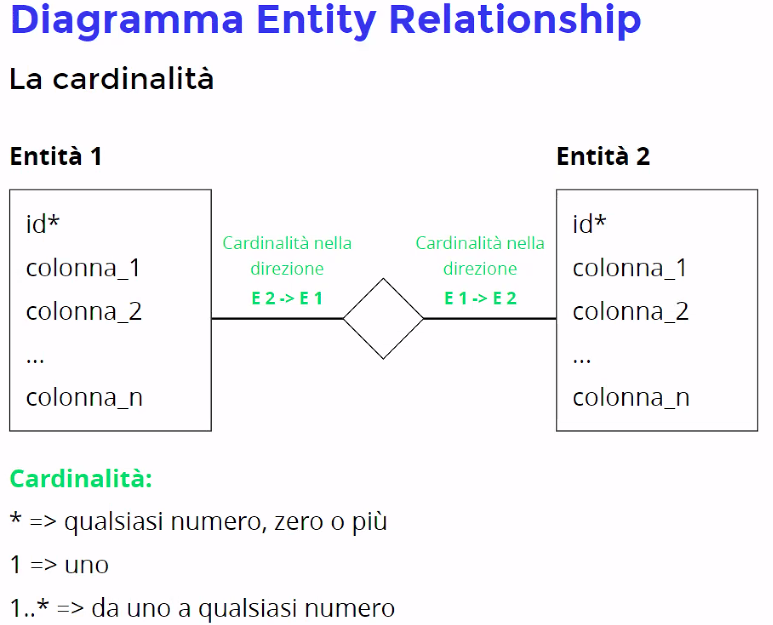 Diagramma Entity Relationship
La cardinalità
Entità 1
Entità 2
id*
colonna_1
colonna_2
...
colonna_n
Cardinalità nella
direzione
E 2 -> E 1
Cardinalità nella
direzione
E 1 -> E 2
id*
colonna_1
colonna_2
...
colonna_n
Cardinalità:
* => qualsiasi numero, zero o più
1 => uno
1..* => da uno a qualsiasi numero